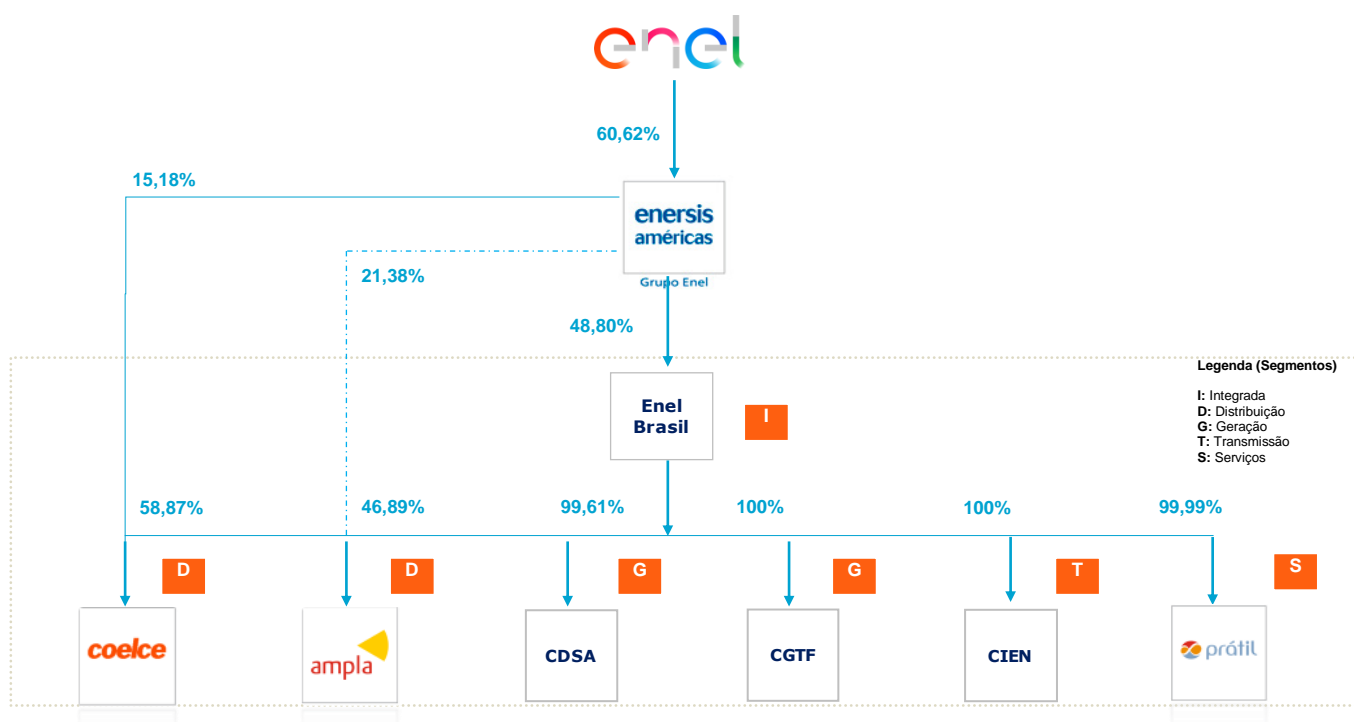 enel
60,62%
15,18%
enersis
américas
Grupo Enel
21,38%
48,80%
Legenda (Segmentos)
I: Integrada
D: Distribuição
G: Geração
T: Transmissão
S: Serviços
Enel
Brasil
I
58,87%
46,89%
99,61%
100%
100%
99,99%
D
D
G
G
T
S
coelce
ampla
CDSA
CGTF
CIEN
prátil